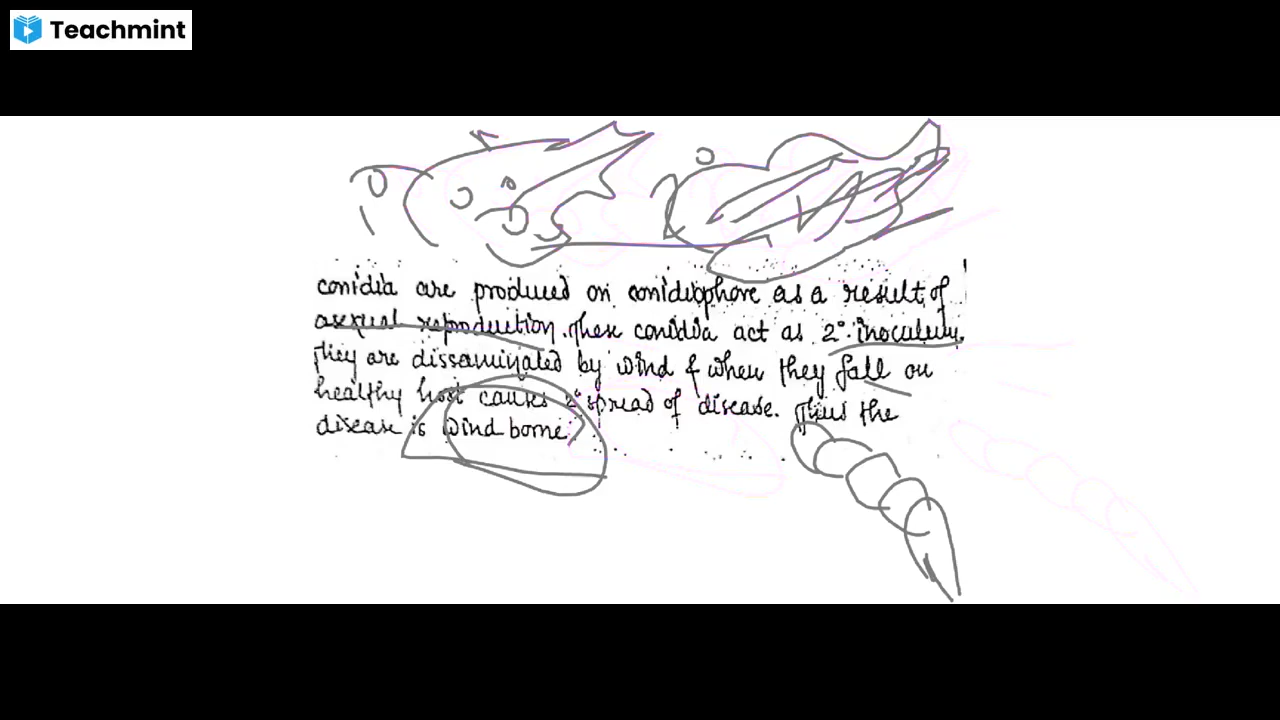 Teachmint
conidia are produced on conidiophore as a result of
asexual reproduction. These conidia act as 2° inoculum.
They are dissaminated by wind & when they fall on
healthy host causes 2° spread of disease. Thus the
disease is wind borne.